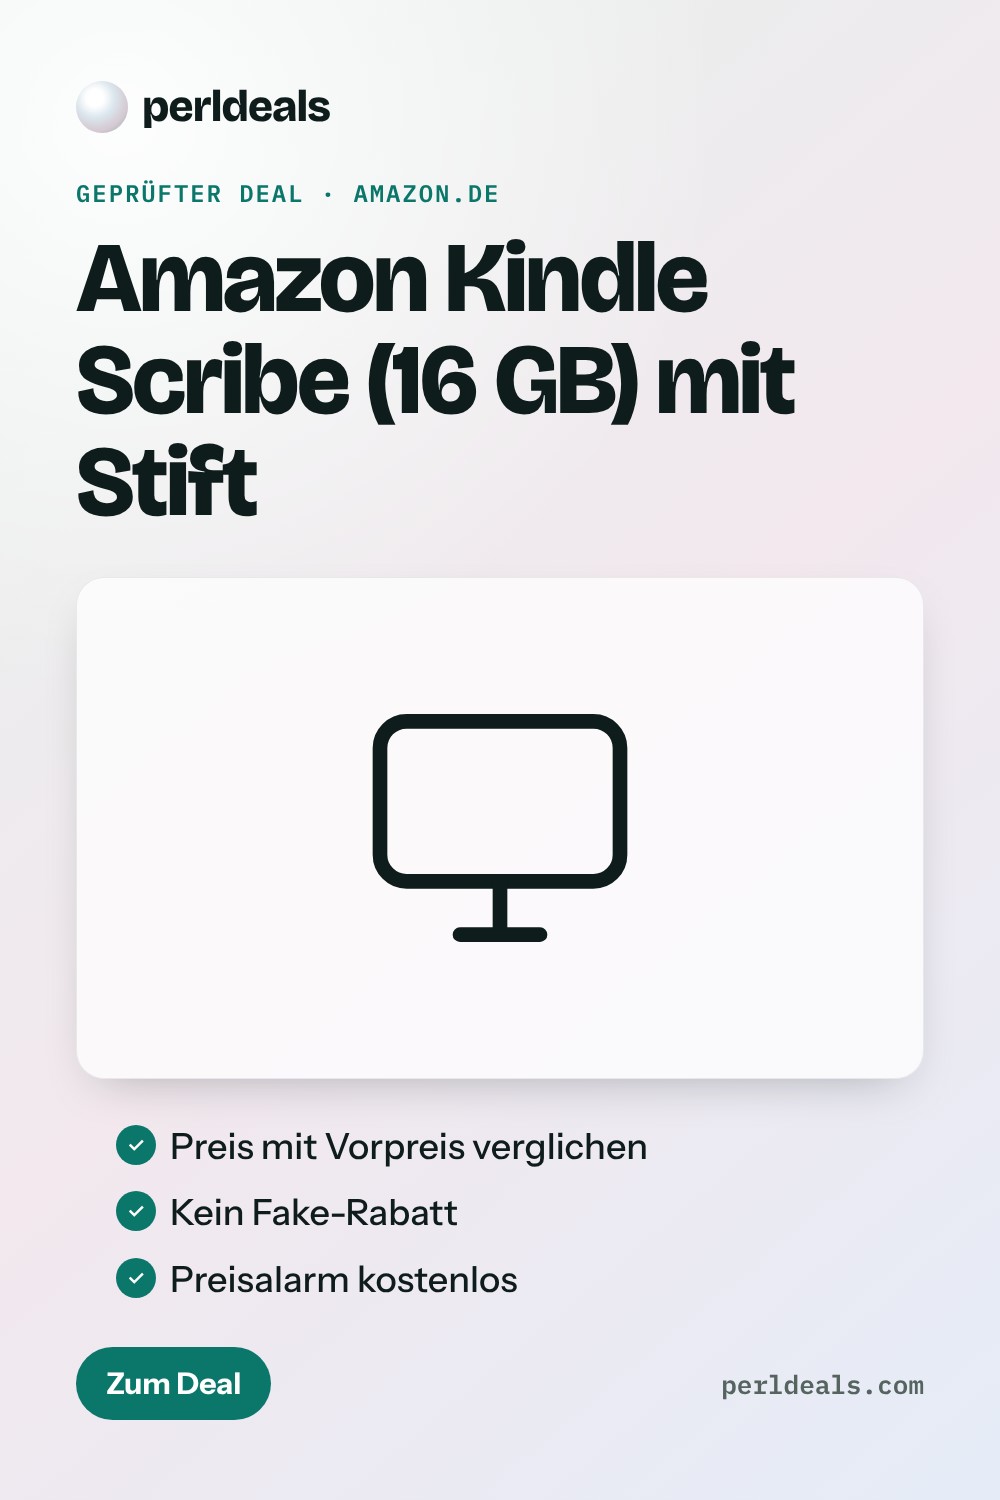 perldeals
GEPRÜFTER DEAL · AMAZON.DE
Amazon Kindle
Scribe (16 GB) mit
Stift
Preis mit Vorpreis verglichen
Kein Fake-Rabatt
Preisalarm kostenlos
Zum Deal
perldeals.com